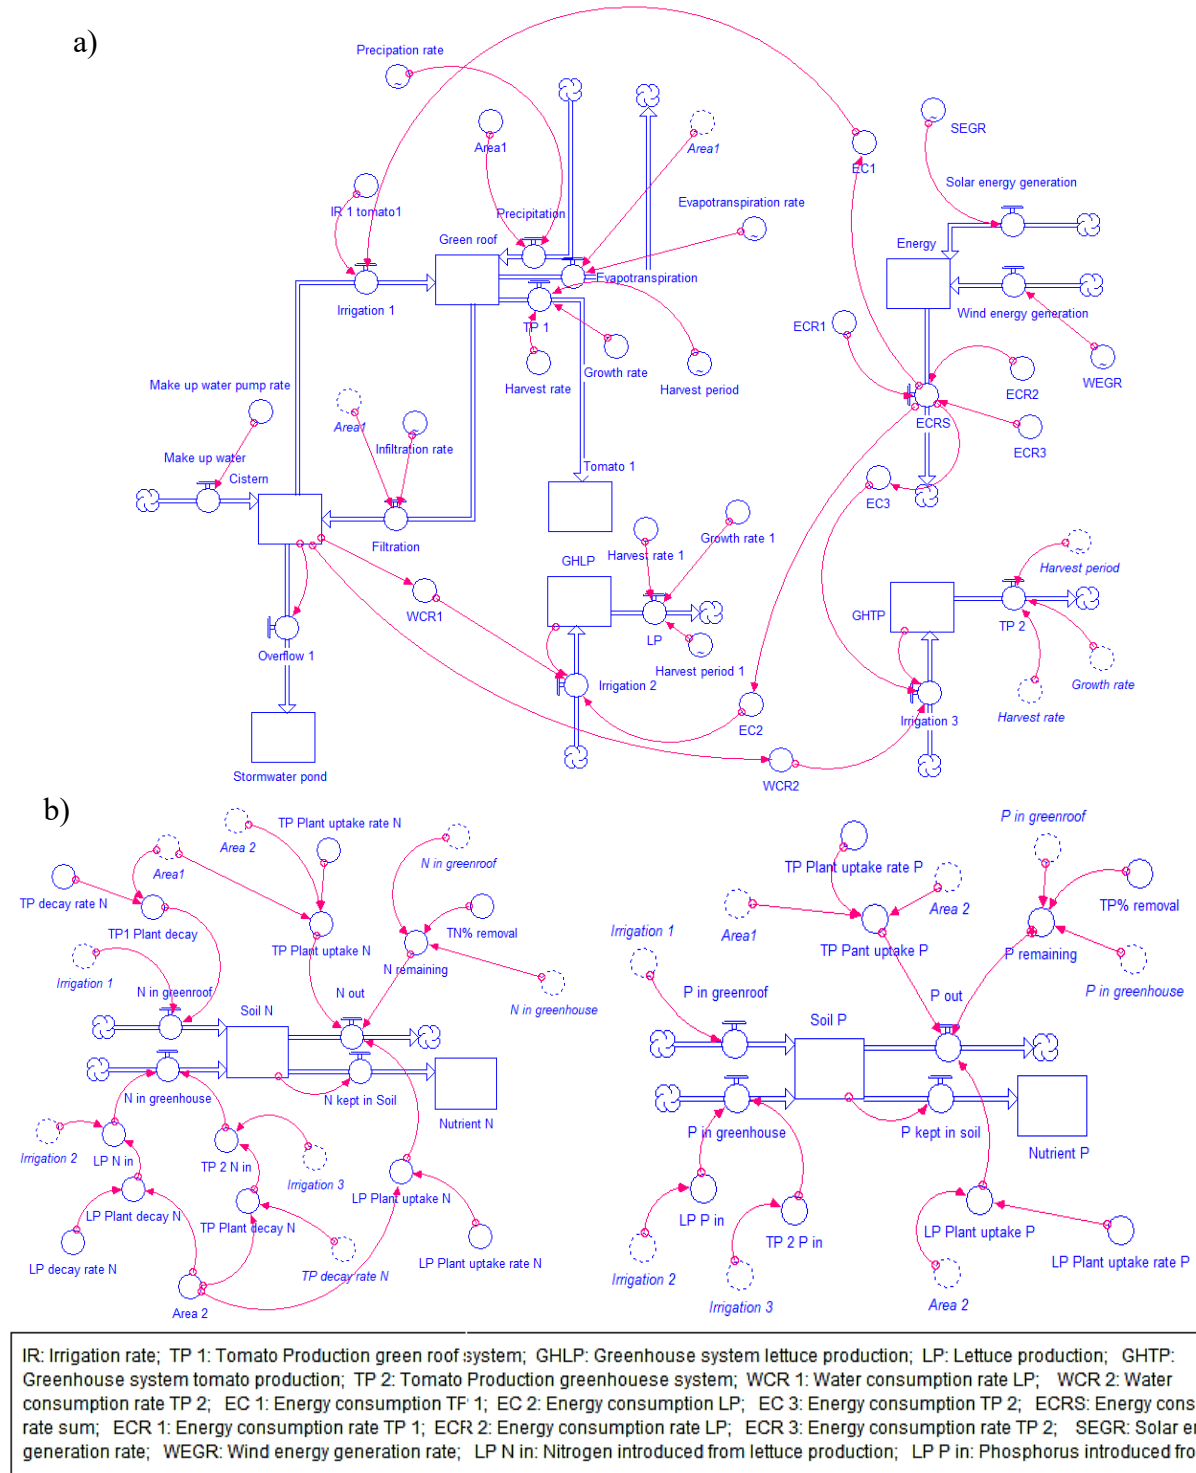 a)
Precipation rate
Area1
Area1
SEGR
EC1
Solar energy generation
IR 1 tomato1
Precipitation
Evapotranspiration rate
Green roof
Energy
Evapotranspiration
Irrigation 1
TP 1
Wind energy generation
ECR1
Harvest rate
Growth rate
Harvest period
WEGR
ECR2
Make up water pump rate
Area1
ECRS
Infiltration rate
ECR3
Make up water
Cistern
Tomato 1
EC3
Filtration
Harvest rate 1
Growth rate 1
GHLP
Harvest period
WCR1
GHTP
TP 2
LP
Overflow 1
Harvest period 1
Irrigation 2
Growth rate
Harvest rate
EC2
Irrigation 3
Stormwater pond
WCR2
b)
TP Plant uptake rate N
Area 2
N in greenroof
Area1
TP decay rate N
TP1 Plant decay
TP Plant uptake N
TN% removal
N remaining
Irrigation 1
N in greenroof
N out
N in greenhouse
Soil N
N in greenhouse
N kept in Soil
Nutrient N
Irrigation 2
LP N in
TP 2 N in
Irrigation 3
LP Plant uptake N
LP Plant decay N
TP Plant decay N
LP decay rate N
TP decay rate N
LP Plant uptake rate N
Area 2
P in greenroof
TP Plant uptake rate P
TP% removal
Area1
Area 2
Irrigation 1
TP Pant uptake P
P remaining
P in greenroof
P out
P in greenhouse
Soil P
P in greenhouse
P kept in soil
Nutrient P
LP P in
TP 2 P in
LP Plant uptake P
Irrigation 2
Irrigation 3
Area 2
LP Plant uptake rate P
IR: Irrigation rate; TP 1: Tomato Production green roof system; GHLP: Greenhouse system lettuce production; LP: Lettuce production; GHTP:
Greenhouse system tomato production; TP 2: Tomato Production greenhouese system; WCR 1: Water consumption rate LP; WCR 2: Water
consumption rate TP 2; EC 1: Energy consumption TP 1; EC 2: Energy consumption LP; EC 3: Energy consumption TP 2; ECRS: Energy cons
rate sum; ECR 1: Energy consumption rate TP 1; ECR 2: Energy consumption rate LP; ECR 3: Energy consumption rate TP 2; SEGR: Solar e
generation rate; WEGR: Wind energy generation rate; LP N in: Nitrogen introduced from lettuce production; LP P in: Phosphorus introduced fro